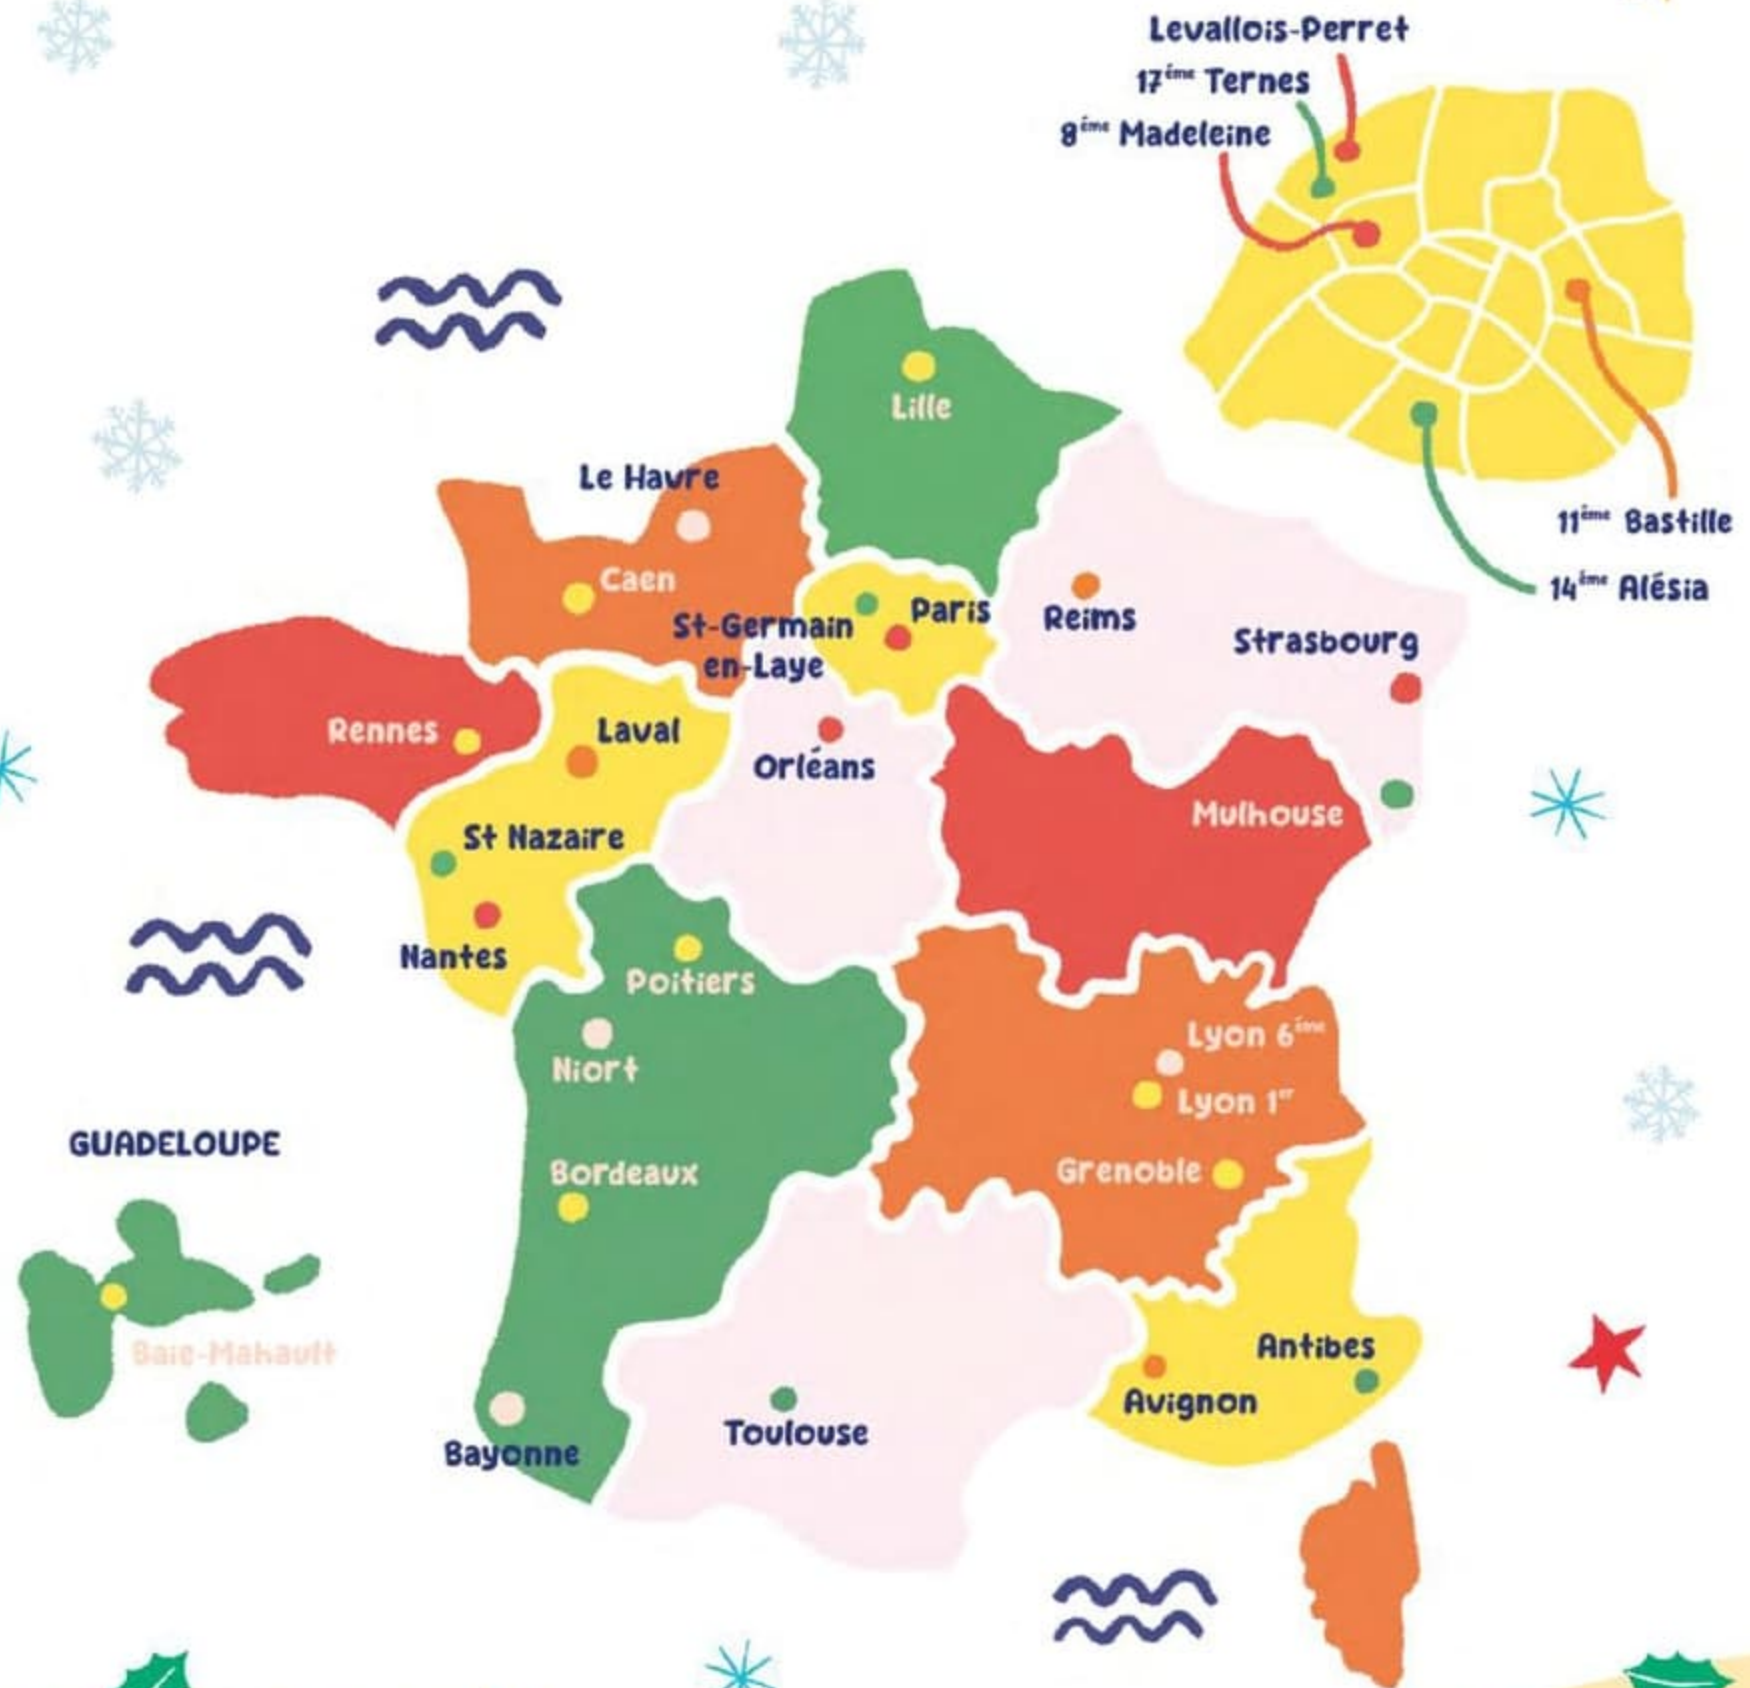 Levallois-Perret
17ème Ternes
8ème Madeleine
11ème Bastille
14ème Alésia
Lille
Le Havre
Caen
St-Germain
en-Laye
Paris
Reims
Strasbourg
Rennes
Laval
Orléans
Mulhouse
St Nazaire
Nantes
Poitiers
Niort
Lyon 6ème
Lyon 1er
GUADELOUPE
Bordeaux
Grenoble
Baie-Mahault
Antibes
Avignon
Toulouse
Bayonne